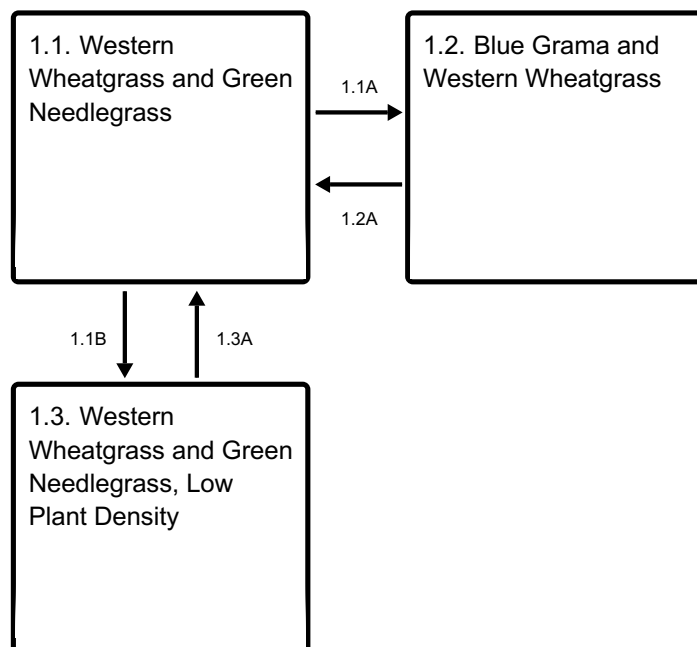 1.1. Western
Wheatgrass and Green
Needlegrass
1.2. Blue Grama and
Western Wheatgrass
1.1A
1.2A
1.1B
1.3A
1.3. Western
Wheatgrass and Green
Needlegrass, Low
Plant Density